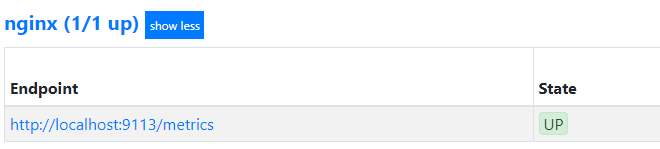 nginx (1/1 up) show less
Endpoint State
http://localhost:9113/metrics UP